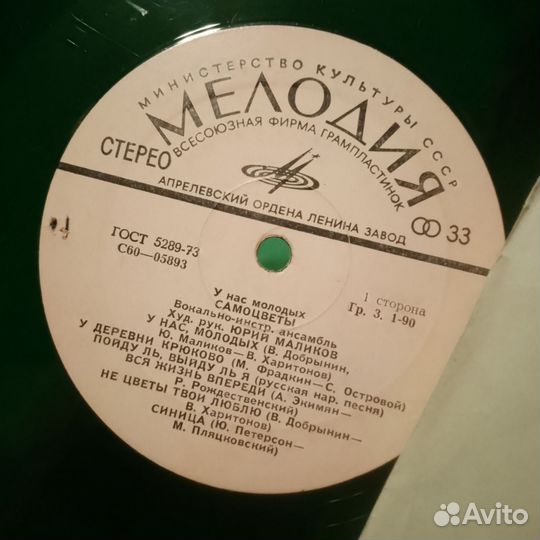 МИНИСТЕРСТВО КУЛЬТУРЫ СССР
МЕЛОДИЯ
ВСЕСОЮЗНАЯ ФИРМА ГРАМПЛАСТИНОК
СТЕРЕО
АПРЕЛЕВСКИЙ ОРДЕНА ЛЕНИНА ЗАВОД
33
ГОСТ 5289-73
С60—05893
1 сторона
Гр. 3. 1-90
У нас молодых
САМОЦВЕТЫ
Вокально-инстр. ансамбль
Худ. рук. ЮРИЙ МАЛИКОВ
У НАС, МОЛОДЫХ (В. Добрынин,
Ю. Маликов—В. Харитонов)
У ДЕРЕВНИ КРЮКОВО (М. Фрадкин—С. Островой)
ПОЙДУ ЛЬ, ВЫЙДУ ЛЬ Я (русская нар. песня)
ВСЯ ЖИЗНЬ ВПЕРЕДИ (А. Экимян—
Р. Рождественский)
НЕ ЦВЕТЫ ТВОИ ЛЮБЛЮ (В. Добрынин—
В. Харитонов)
СИНИЦА (Ю. Петерсон—
М. Пляцковский)
Avito